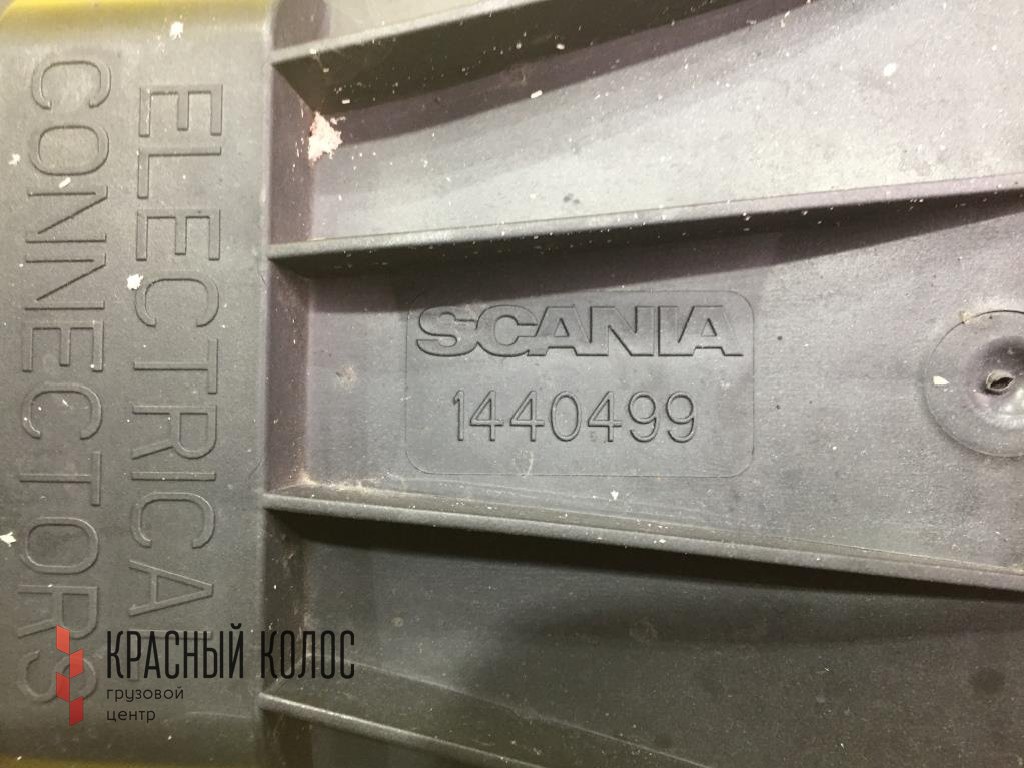 ELECTRICAL
CONNECTORS
SCANIA
1440499
КРАСНЫЙ КОЛОС
грузовой
центр